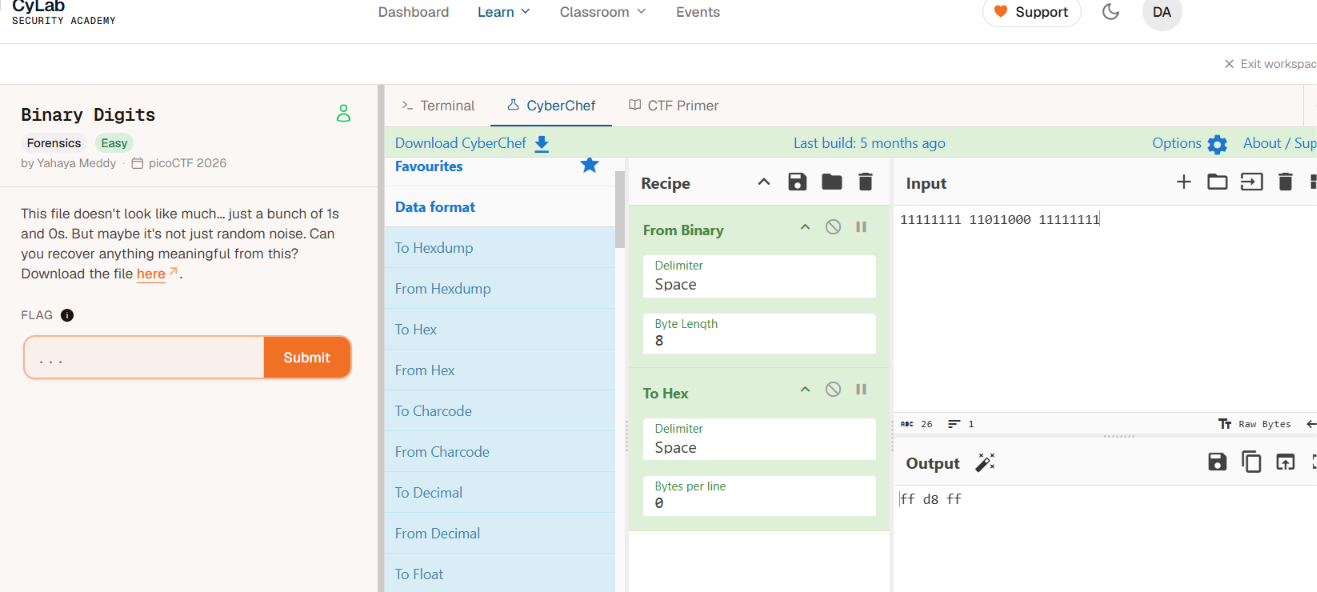 CyLab
SECURITY ACADEMY
Dashboard
Learn
Classroom
Events
Support
DA
Exit workspac
Binary Digits
Forensics
Easy
by Yahaya Meddy · picoCTF 2026
This file doesn't look like much... just a bunch of 1s
and 0s. But maybe it's not just random noise. Can
you recover anything meaningful from this?
Download the file here.
FLAG
...
Submit
>_ Terminal
CyberChef
CTF Primer
Download CyberChef
Last build: 5 months ago
Options
About / Sup
Favourites
Data format
To Hexdump
From Hexdump
To Hex
From Hex
To Charcode
From Charcode
To Decimal
From Decimal
To Float
Recipe
From Binary
Delimiter
Space
Byte Length
8
To Hex
Delimiter
Space
Bytes per line
0
Input
11111111 11011000 11111111
ABC 26
1
Tr Raw Bytes
Output
ff d8 ff